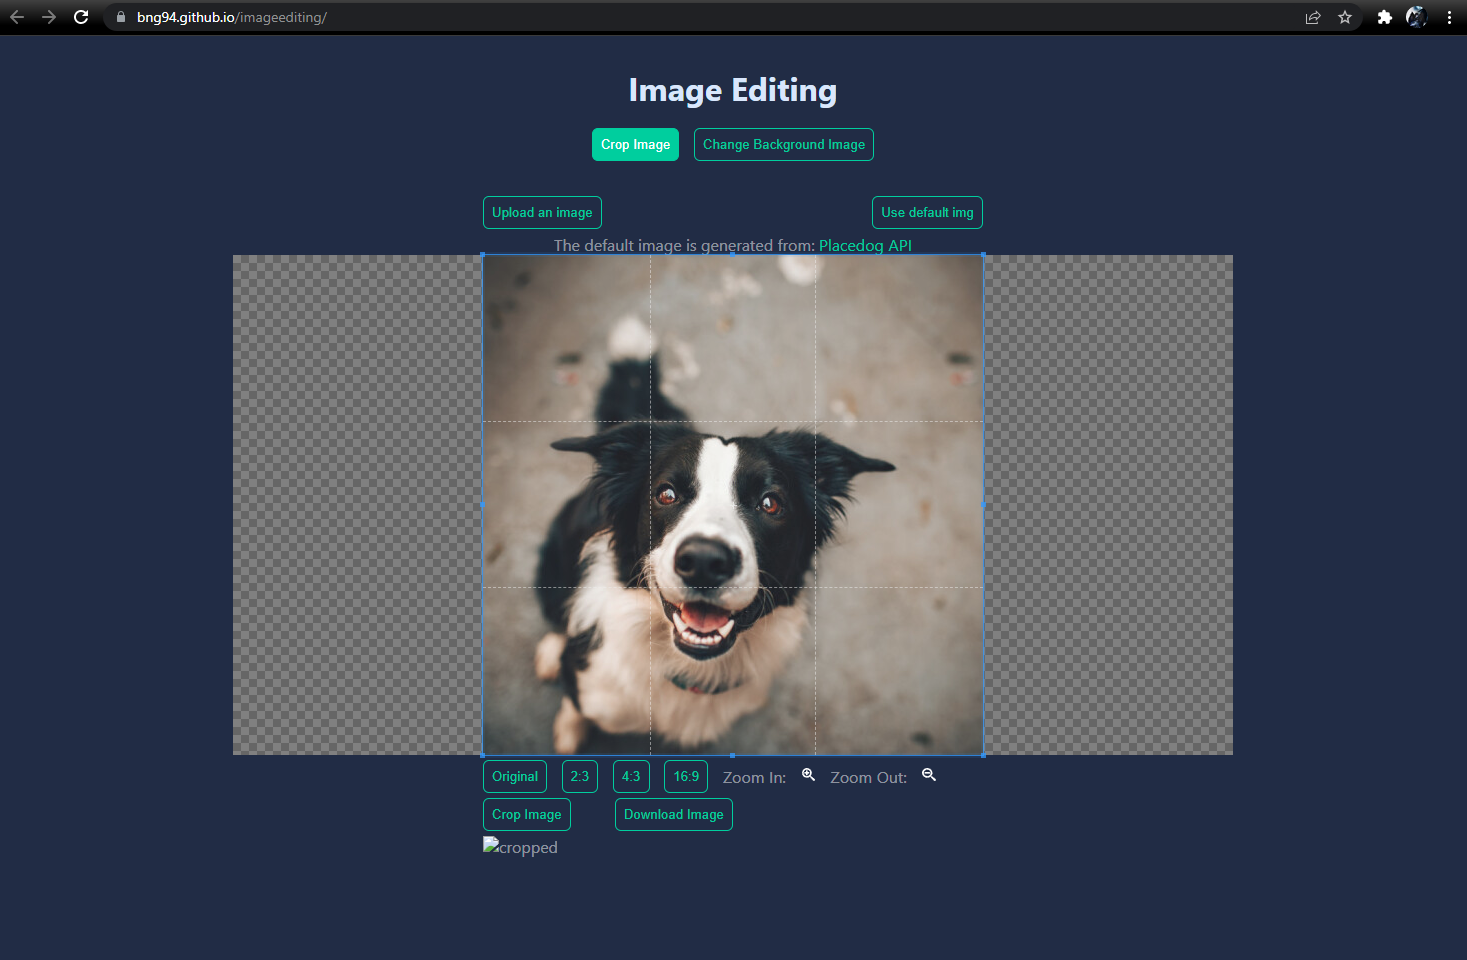 bng94.github.io/imageediting/
Image Editing
Crop Image Change Background Image
Upload an image Use default img
The default image is generated from: Placedog API
Original 2:3 4:3 16:9 Zoom In: Zoom Out:
Crop Image Download Image
cropped